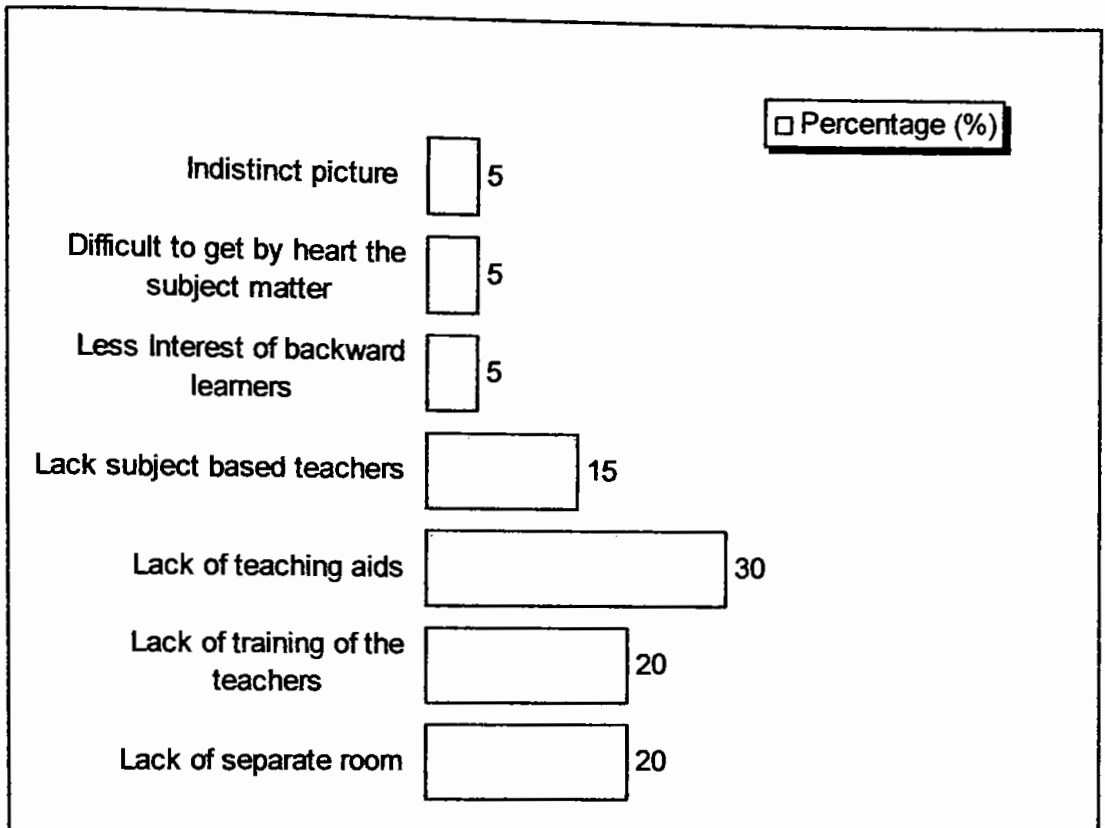 Percentage (%)
Indistinct picture 5
Difficult to get by heart the
subject matter 5
Less Interest of backward
learners 5
Lack subject based teachers 15
Lack of teaching aids 30
Lack of training of the
teachers 20
Lack of separate room 20